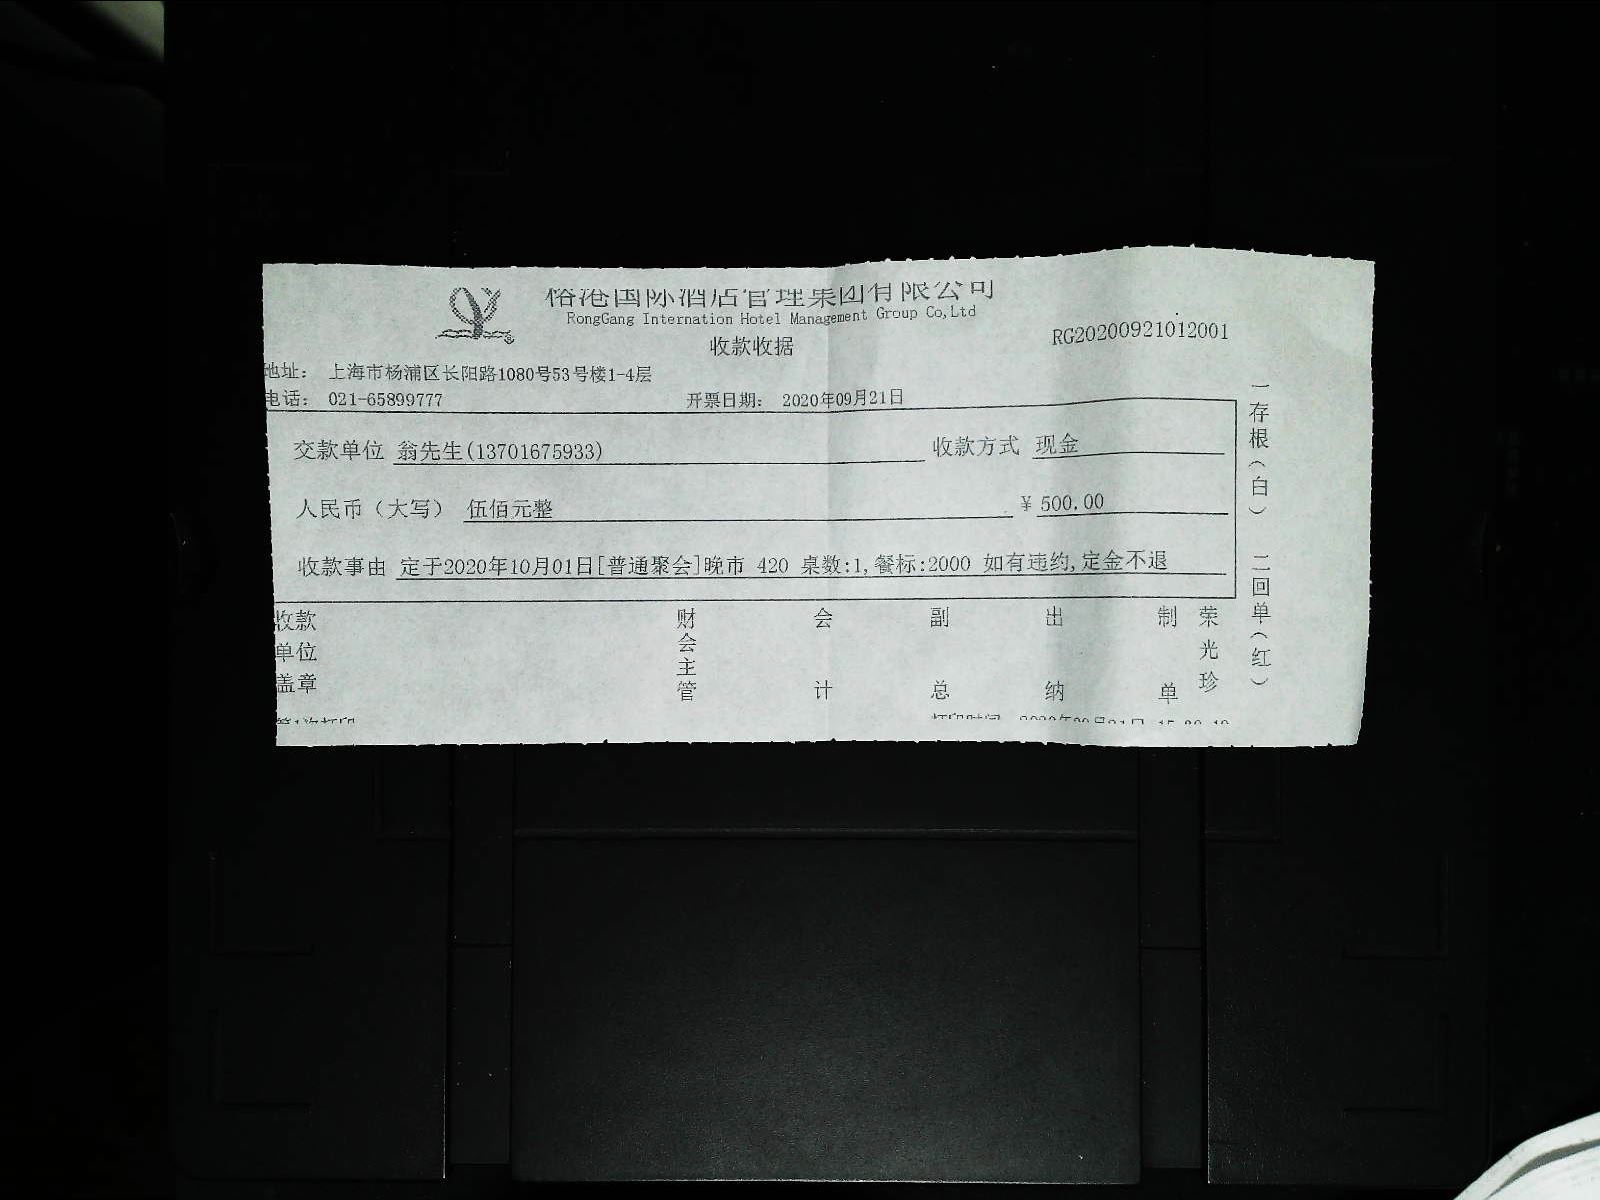 港国际酒店管理集团有限公司
RongGang Internation Hotel Management Group Co,Ltd
收款收据
RG20200921012001
地址： 上海市杨浦区长阳路1080号53号楼1-4层
电话： 021-65899777 开票日期： 2020年09月21日
交款单位 翁先生(13701675933) 收款方式 现金
人民币（大写） 伍佰元整 ¥ 500.00
收款事由 定于2020年10月01日[普通聚会]晚市 420 桌数:1,餐标:2000 如有违约,定金不退
收款单位盖章 财会主管 会计 副总 出纳 制单 荣光珍
一存根（白） 二回单（红）